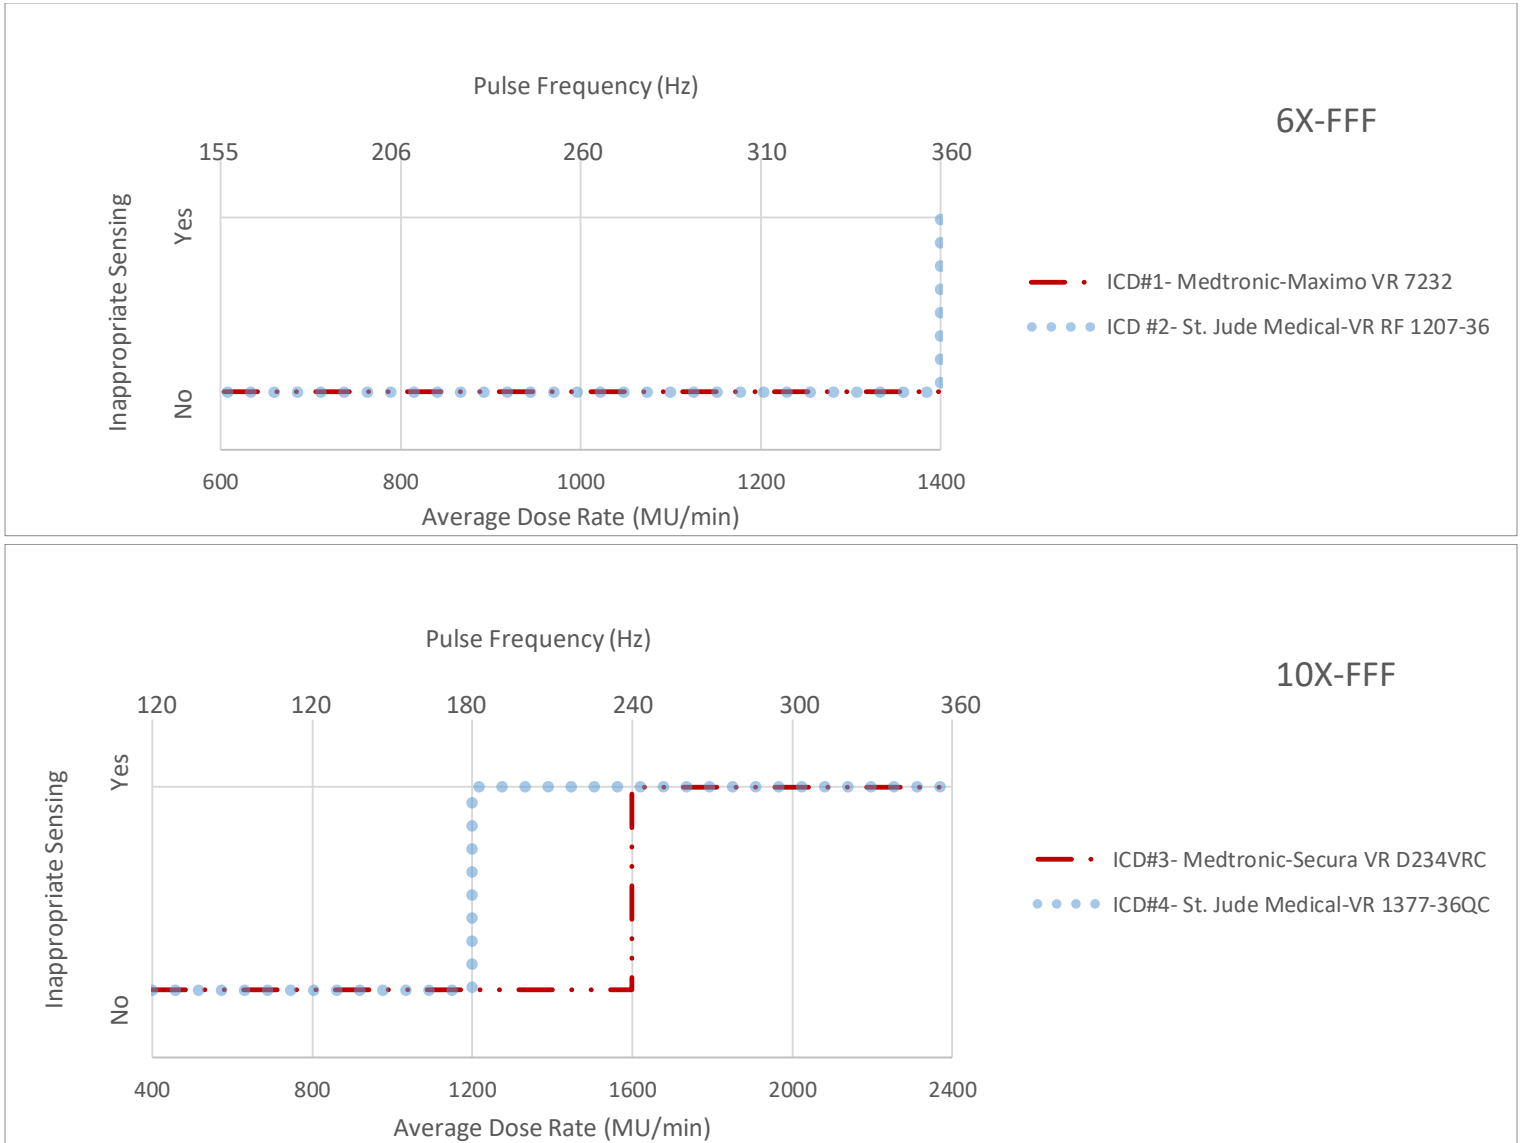 Pulse Frequency (Hz)
6X-FFF
155 206 260 310 360
Inappropriate Sensing
Yes
No
ICD#1- Medtronic-Maximo VR 7232
ICD #2- St. Jude Medical-VR RF 1207-36
600 800 1000 1200 1400
Average Dose Rate (MU/min)
Pulse Frequency (Hz)
10X-FFF
120 120 180 240 300 360
Inappropriate Sensing
Yes
No
ICD#3- Medtronic-Secura VR D234VRC
ICD#4- St. Jude Medical-VR 1377-36QC
400 800 1200 1600 2000 2400
Average Dose Rate (MU/min)